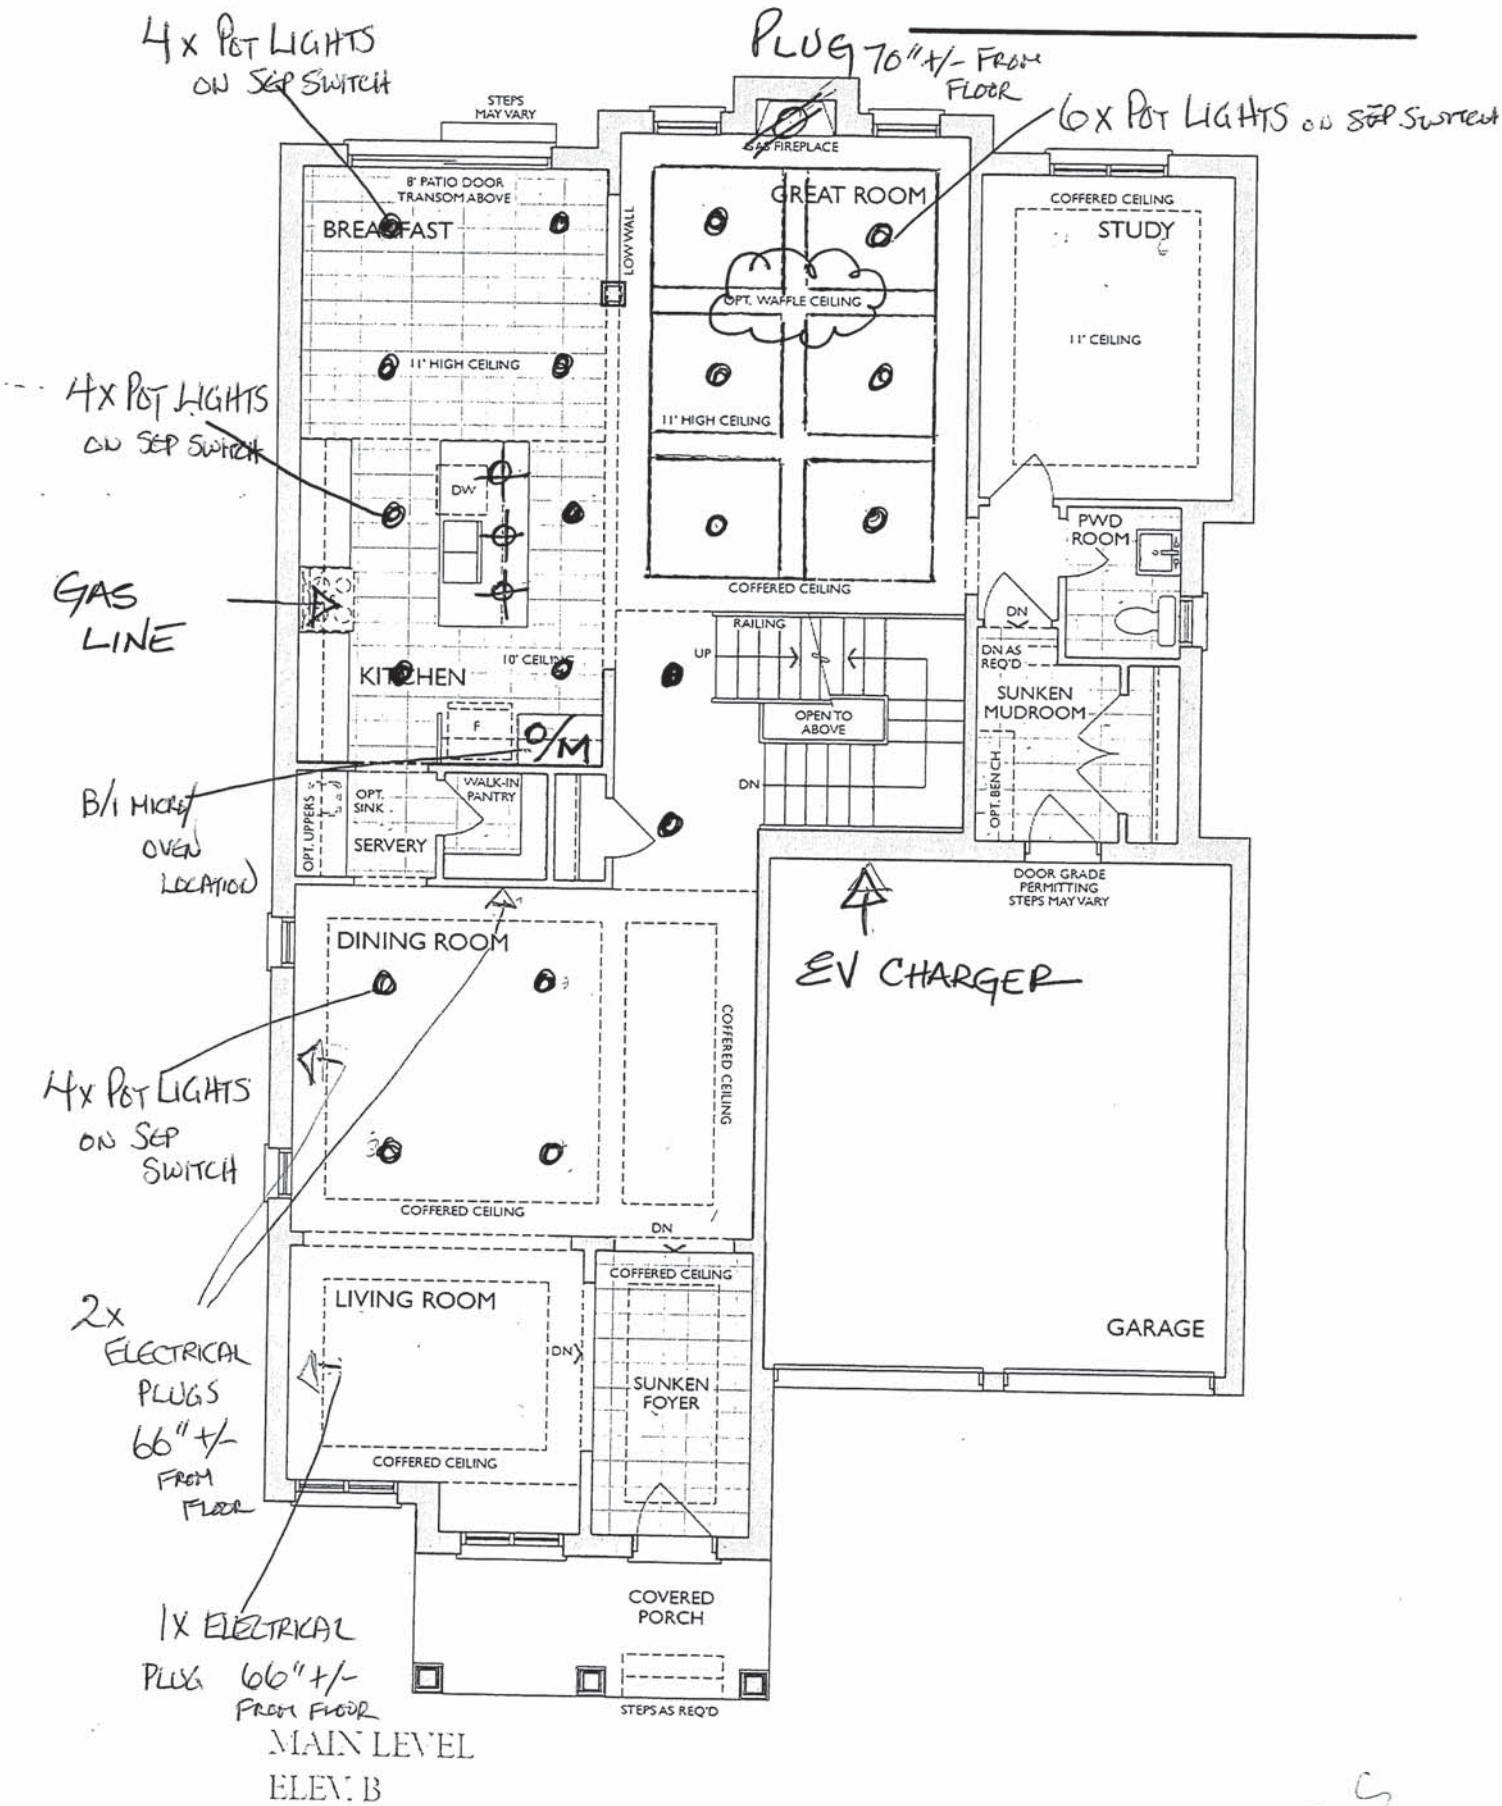 4x POT LIGHTS
ON SEP SWITCH
PLUG 70" +/- FROM
FLOOR
6x POT LIGHTS ON SEP SWITCH
STEPS
MAY VARY
GAS FIREPLACE
8' PATIO DOOR
TRANSOM ABOVE
BREAKFAST
LOW WALL
GREAT ROOM
OPT. WAFFLE CEILING
COFFERED CEILING
STUDY
11' CEILING
11' HIGH CEILING
11' HIGH CEILING
4x POT LIGHTS
ON SEP SWITCH
DW
PWD
ROOM
COFFERED CEILING
GAS
LINE
RAILING
UP
DN
DN AS
REQ'D
10' CEILING
KITCHEN
SUNKEN
MUDROOM
F
O/M
OPEN TO
ABOVE
DN
OPT. BENCH
B/I MICRO/
OVEN
LOCATION
OPT. UPPERS
OPT.
SINK
SERVERY
WALK-IN
PANTRY
DOOR GRADE
PERMITTING
STEPS MAY VARY
DINING ROOM
EV CHARGER
COFFERED CEILING
4x POT LIGHTS
ON SEP
SWITCH
COFFERED CEILING
DN
COFFERED CEILING
LIVING ROOM
DN
GARAGE
2x
ELECTRICAL
PLUGS
66" +/-
FROM
FLOOR
SUNKEN
FOYER
COFFERED CEILING
1x ELECTRICAL
PLUG 66" +/-
FROM FLOOR
COVERED
PORCH
STEPS AS REQ'D
MAIN LEVEL
ELEV. B